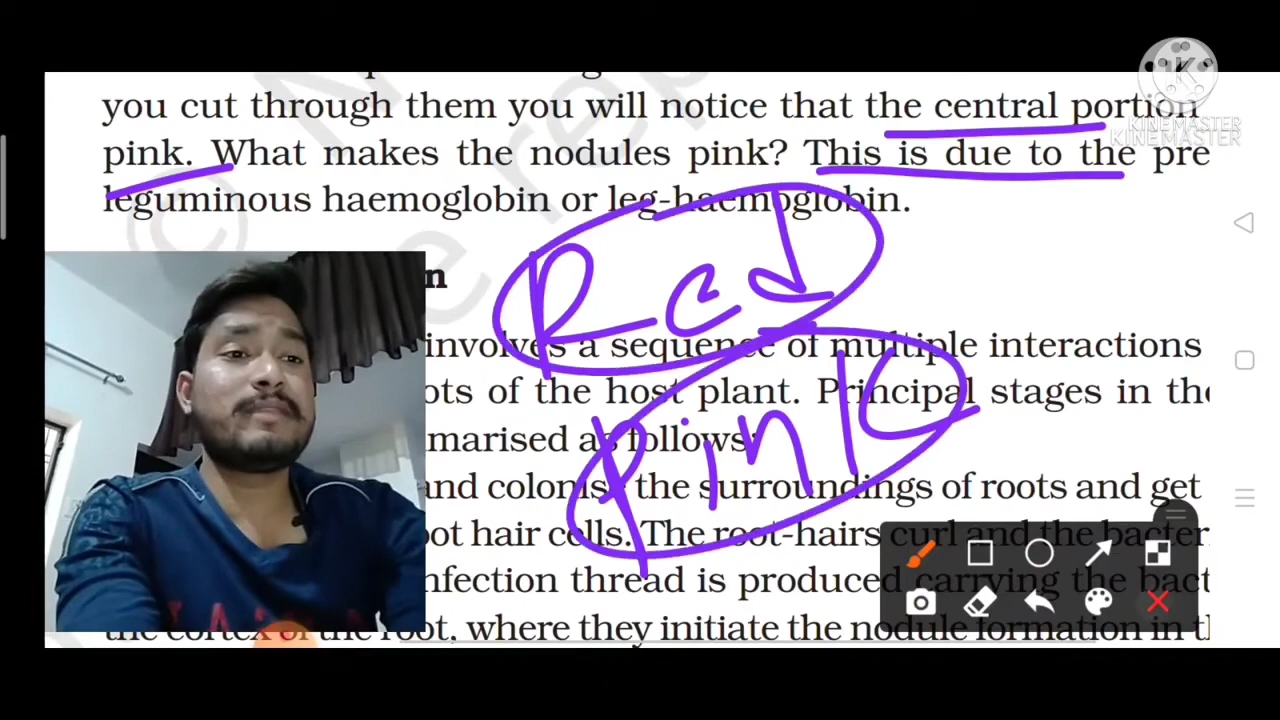 KINEMASTER
KINEMASTER
you cut through them you will notice that the central portion
pink. What makes the nodules pink? This is due to the pre
leguminous haemoglobin or leg-haemoglobin.
Red
n
involves a sequence of multiple interactions
ots of the host plant. Principal stages in the
marised as follows:
Pink
and colonise the surroundings of roots and get
oot hair cells. The root-hairs curl and the bacteri
nfection thread is produced carrying the bact
the cortex of the root, where they initiate the nodule formation in th